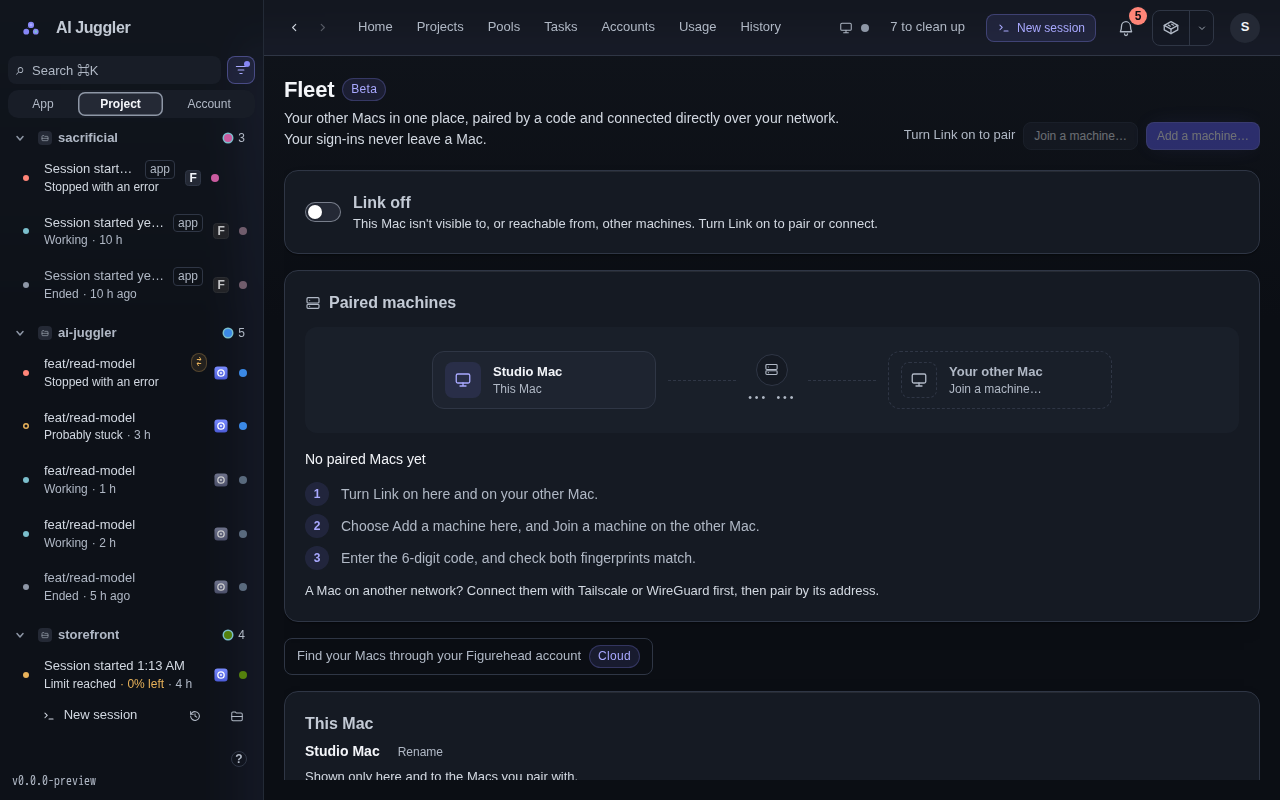 AI Juggler
Home
Projects
Pools
Tasks
Accounts
Usage
History
7 to clean up
New session
5
S
Search ⌘K
App
Project
Account
sacrificial
3
Session start…
app
F
Stopped with an error
Session started ye…
app
F
Working · 10 h
Session started ye…
app
F
Ended · 10 h ago
ai-juggler
5
feat/read-model
Stopped with an error
feat/read-model
Probably stuck · 3 h
feat/read-model
Working · 1 h
feat/read-model
Working · 2 h
feat/read-model
Ended · 5 h ago
storefront
4
Session started 1:13 AM
Limit reached · 0% left · 4 h
New session
?
v0.0.0-preview
Fleet
Beta
Your other Macs in one place, paired by a code and connected directly over your network.
Your sign-ins never leave a Mac.
Turn Link on to pair
Join a machine…
Add a machine…
Link off
This Mac isn't visible to, or reachable from, other machines. Turn Link on to pair or connect.
Paired machines
Studio Mac
This Mac
••• •••
Your other Mac
Join a machine…
No paired Macs yet
1 Turn Link on here and on your other Mac.
2 Choose Add a machine here, and Join a machine on the other Mac.
3 Enter the 6-digit code, and check both fingerprints match.
A Mac on another network? Connect them with Tailscale or WireGuard first, then pair by its address.
Find your Macs through your Figurehead account
Cloud
This Mac
Studio Mac
Rename
Shown only here and to the Macs you pair with.